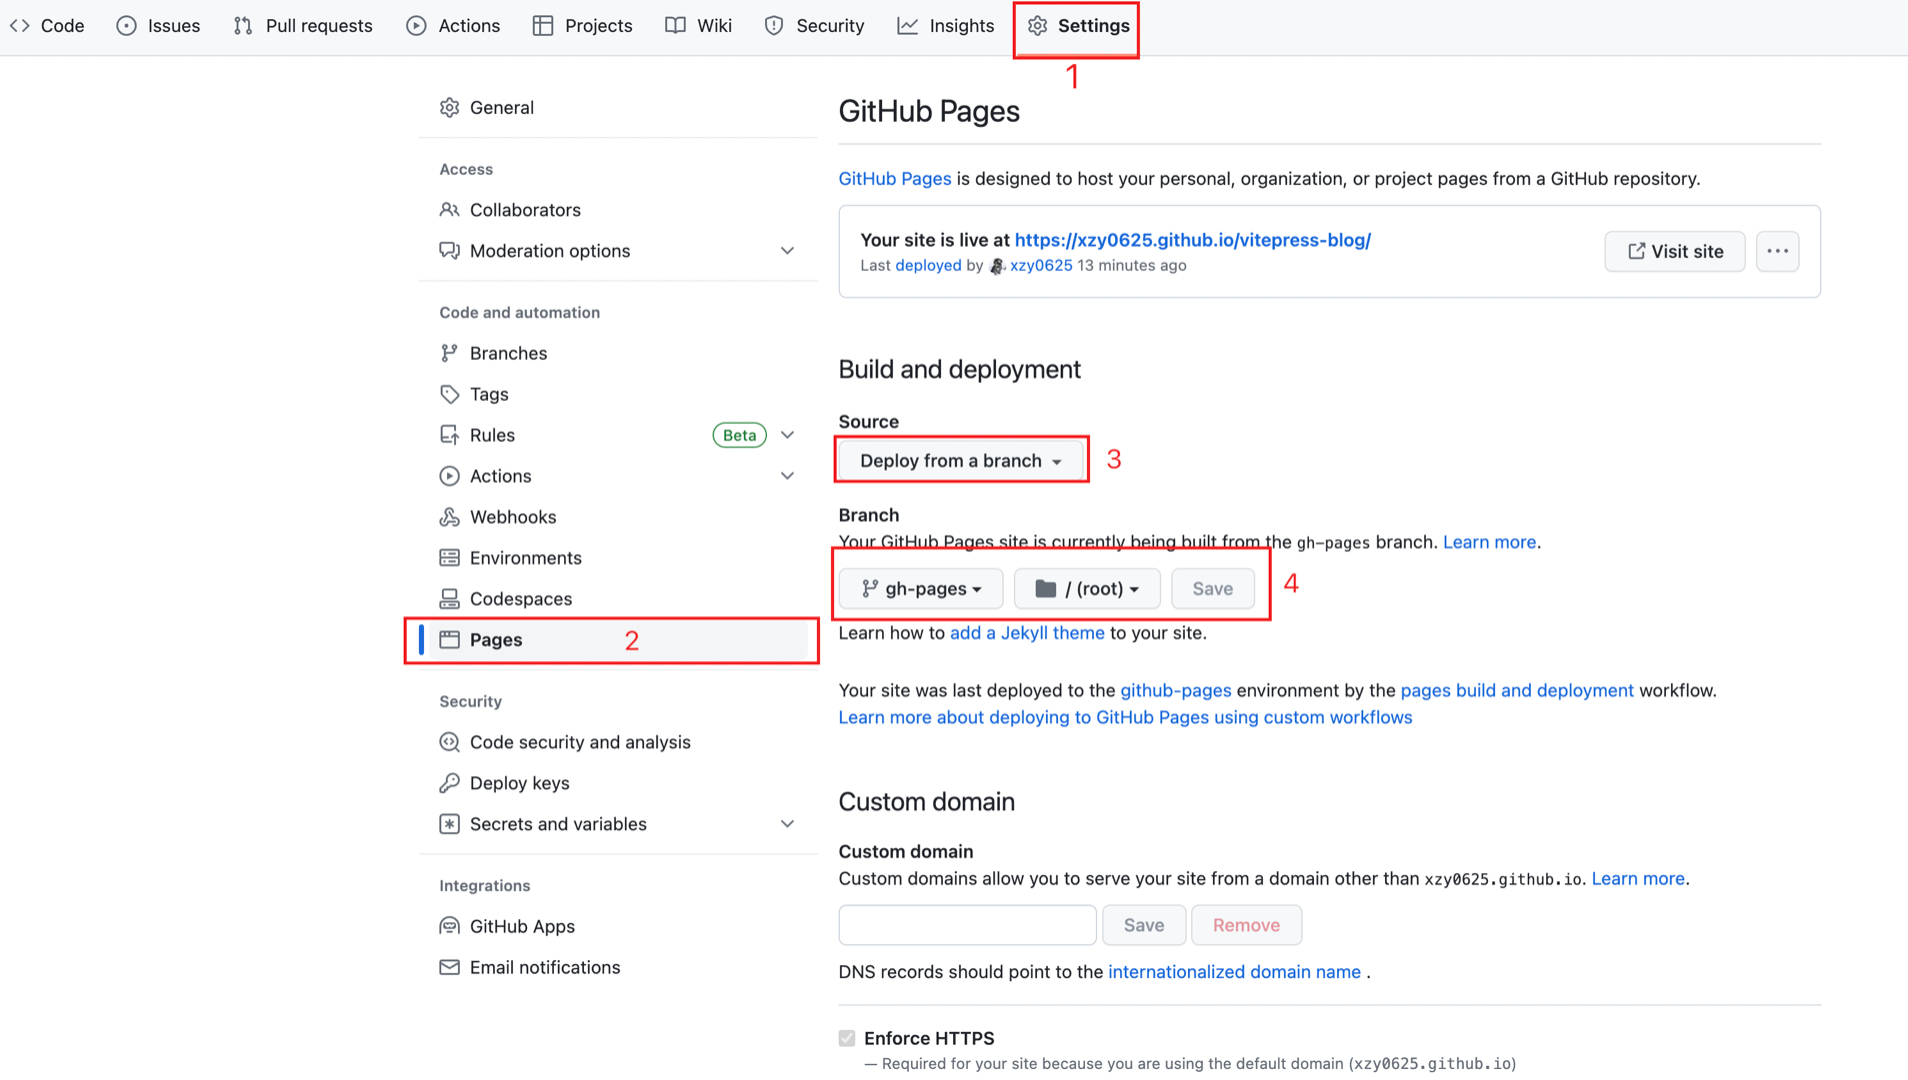 Code Issues Pull requests Actions Projects Wiki Security Insights Settings
1
General
Access
Collaborators
Moderation options
Code and automation
Branches
Tags
Rules Beta
Actions
Webhooks
Environments
Codespaces
Pages 2
Security
Code security and analysis
Deploy keys
Secrets and variables
Integrations
GitHub Apps
Email notifications
GitHub Pages
GitHub Pages is designed to host your personal, organization, or project pages from a GitHub repository.
Your site is live at https://xzy0625.github.io/vitepress-blog/
Last deployed by xzy0625 13 minutes ago
Visit site
Build and deployment
Source
Deploy from a branch 3
Branch
Your GitHub Pages site is currently being built from the gh-pages branch. Learn more.
gh-pages / (root) Save 4
Learn how to add a Jekyll theme to your site.
Your site was last deployed to the github-pages environment by the pages build and deployment workflow.
Learn more about deploying to GitHub Pages using custom workflows
Custom domain
Custom domain
Custom domains allow you to serve your site from a domain other than xzy0625.github.io. Learn more.
Save Remove
DNS records should point to the internationalized domain name .
Enforce HTTPS
— Required for your site because you are using the default domain (xzy0625.github.io)